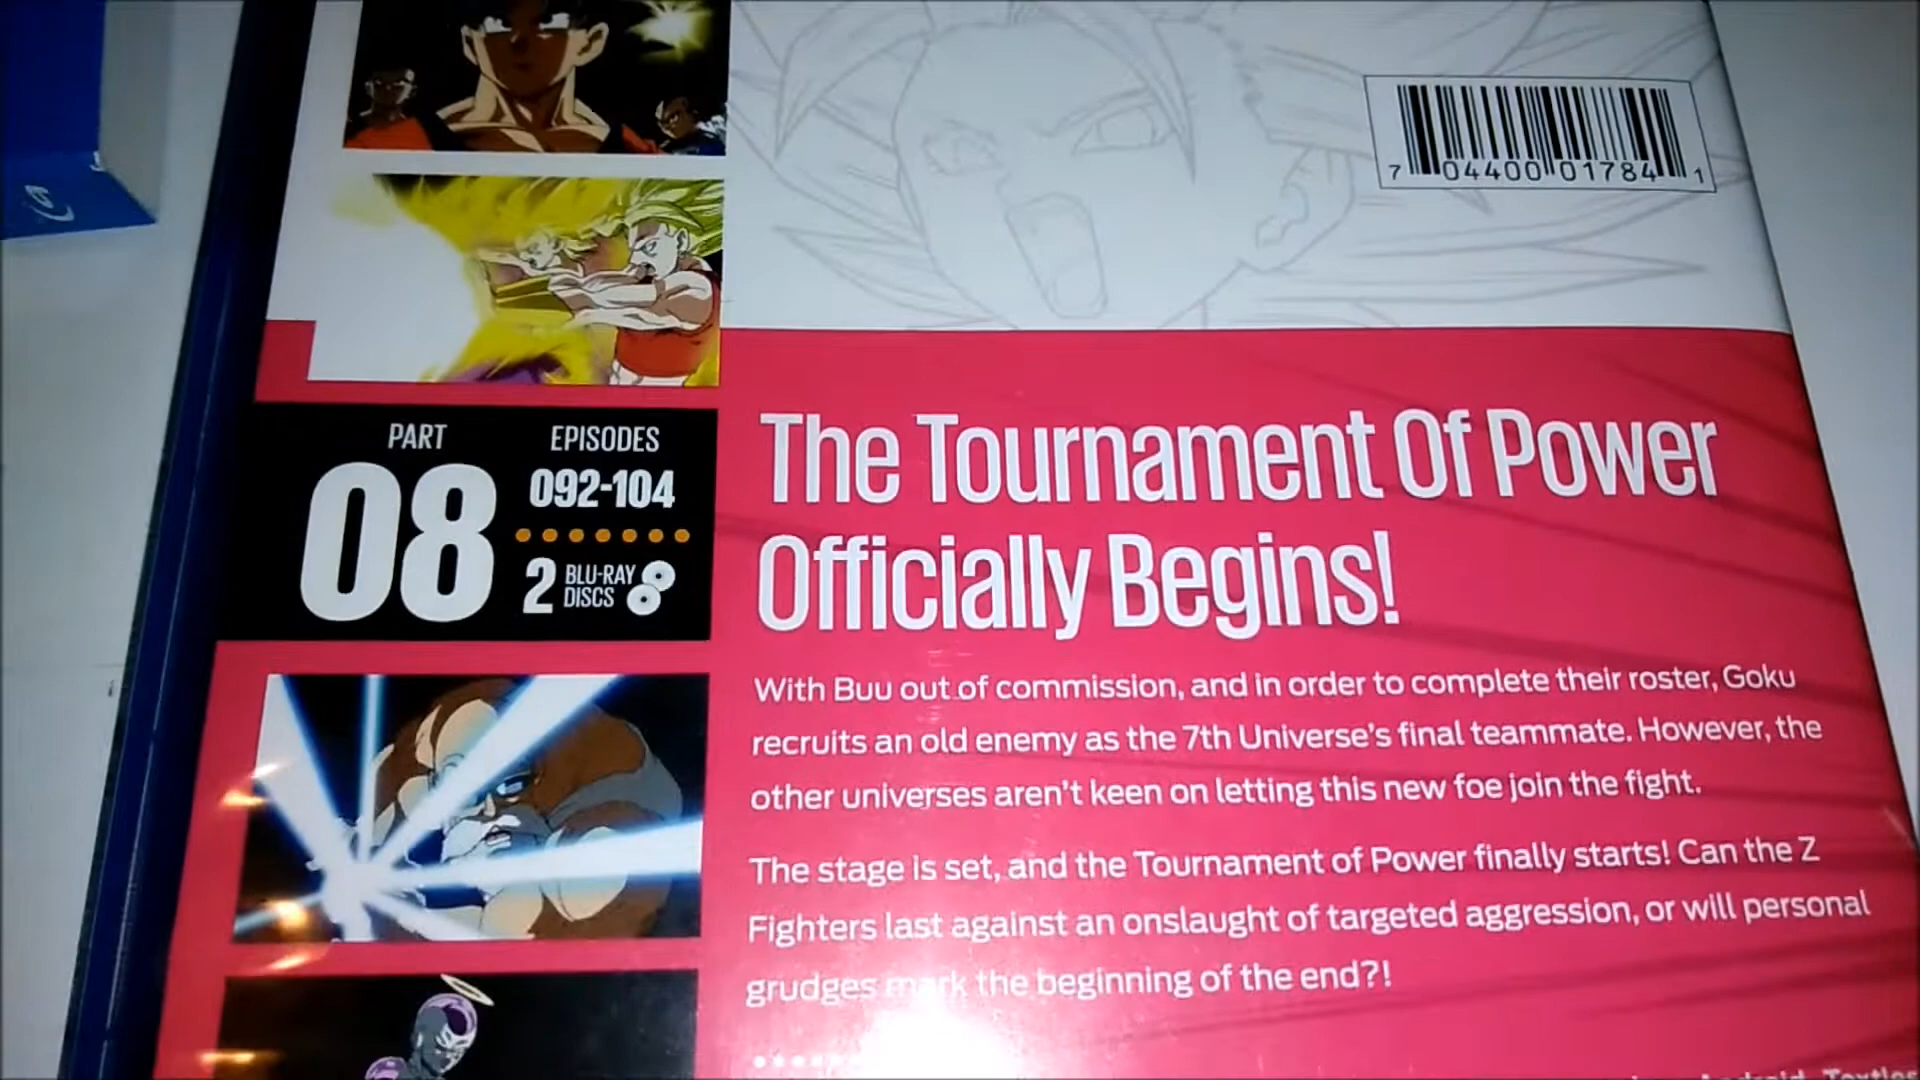 7 04400 01784 1
PART
08
EPISODES
092-104
2 BLU-RAY
DISCS
The Tournament Of Power
Officially Begins!
With Buu out of commission, and in order to complete their roster, Goku
recruits an old enemy as the 7th Universe's final teammate. However, the
other universes aren't keen on letting this new foe join the fight.
The stage is set, and the Tournament of Power finally starts! Can the Z
Fighters last against an onslaught of targeted aggression, or will personal
grudges mark the beginning of the end?!